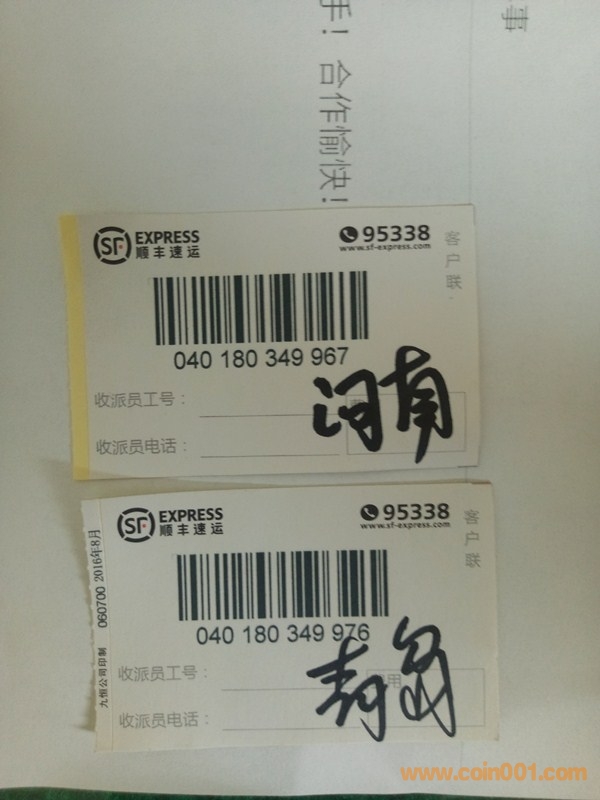 事
手！合作愉快！
SF EXPRESS
顺丰速运
95338
www.sf-express.com
客户联
040 180 349 967
收派员工号：
收派员电话：
河南
SF EXPRESS
顺丰速运
95338
www.sf-express.com
客户联
040 180 349 976
收派员工号：
收派员电话：
九恒公司印制 060700 2016年8月
www.coin001.com